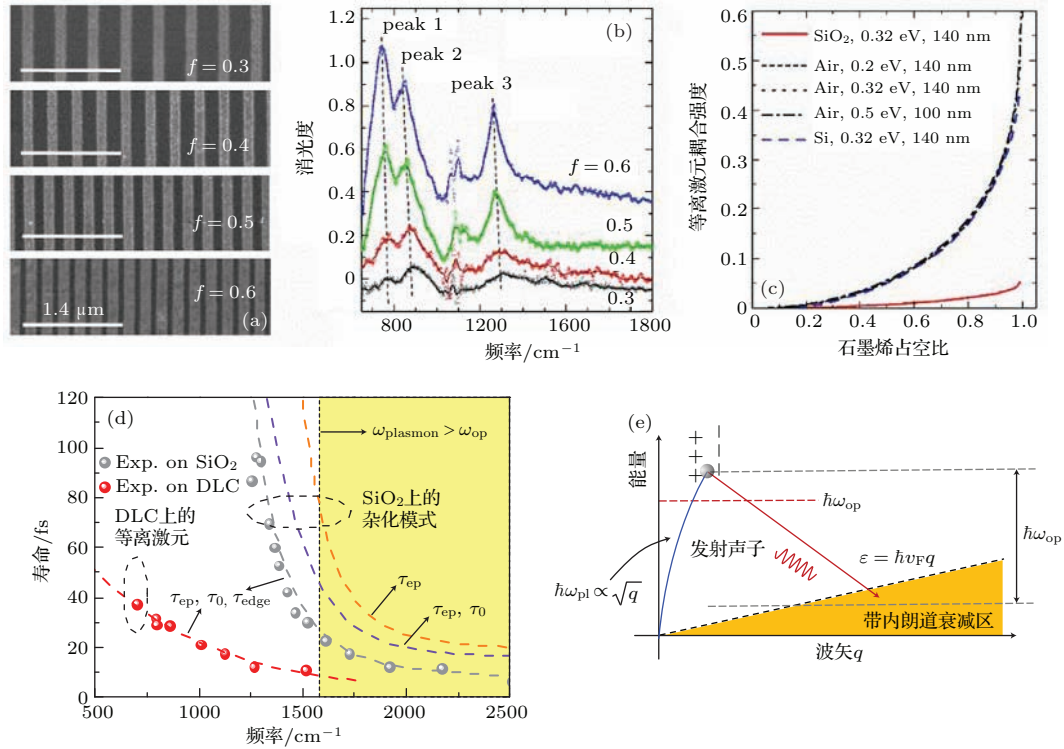 f = 0.3
f = 0.4
f = 0.5
f = 0.6
1.4 μm
(a)
(b)
peak 1
peak 2
peak 3
f = 0.6
0.5
0.4
0.3
消光度
1.2
1.0
0.8
0.6
0.4
0.2
0
800
1200
1600
1800
频率/cm⁻¹
(c)
SiO₂, 0.32 eV, 140 nm
Air, 0.2 eV, 140 nm
Air, 0.32 eV, 140 nm
Air, 0.5 eV, 100 nm
Si, 0.32 eV, 140 nm
等离激元耦合强度
0.6
0.5
0.4
0.3
0.2
0.1
0
0
0.2
0.4
0.6
0.8
1.0
石墨烯占空比
(d)
ω_plasmon > ω_op
Exp. on SiO₂
Exp. on DLC
DLC上的
等离激元
SiO₂上的
杂化模式
τ_ep
τ_ep, τ₀
τ_ep, τ₀, τ_edge
寿命/fs
120
100
80
60
40
20
0
500
1000
1500
2000
2500
频率/cm⁻¹
(e)
能量
+
+
+
ħω_op
ħω_op
发射声子
ε = ħv_F q
ħω_pl ∝ √q
带内朗道衰减区
波矢q